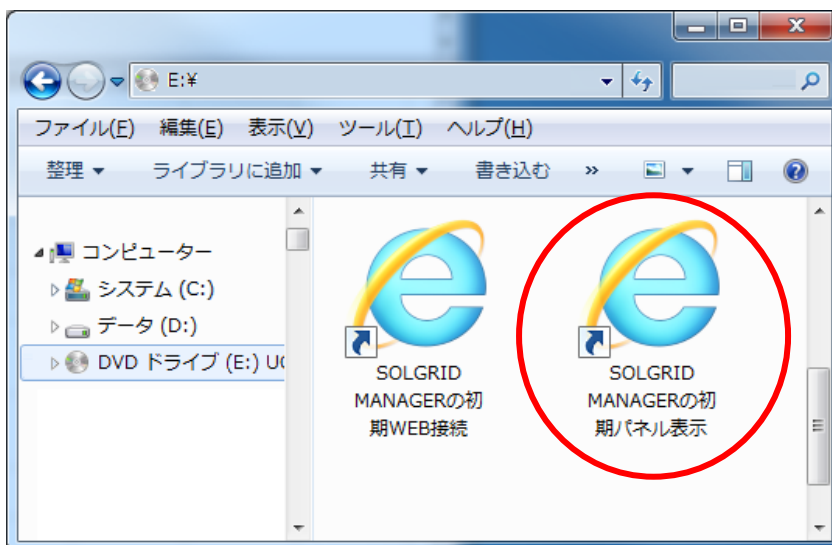 E:¥
ファイル(F) 編集(E) 表示(V) ツール(T) ヘルプ(H)
整理 ライブラリに追加 共有 書き込む »
コンピューター
システム (C:)
データ (D:)
DVD ドライブ (E:)
SOLGRID
MANAGERの初
期WEB接続
SOLGRID
MANAGERの初
期パネル表示